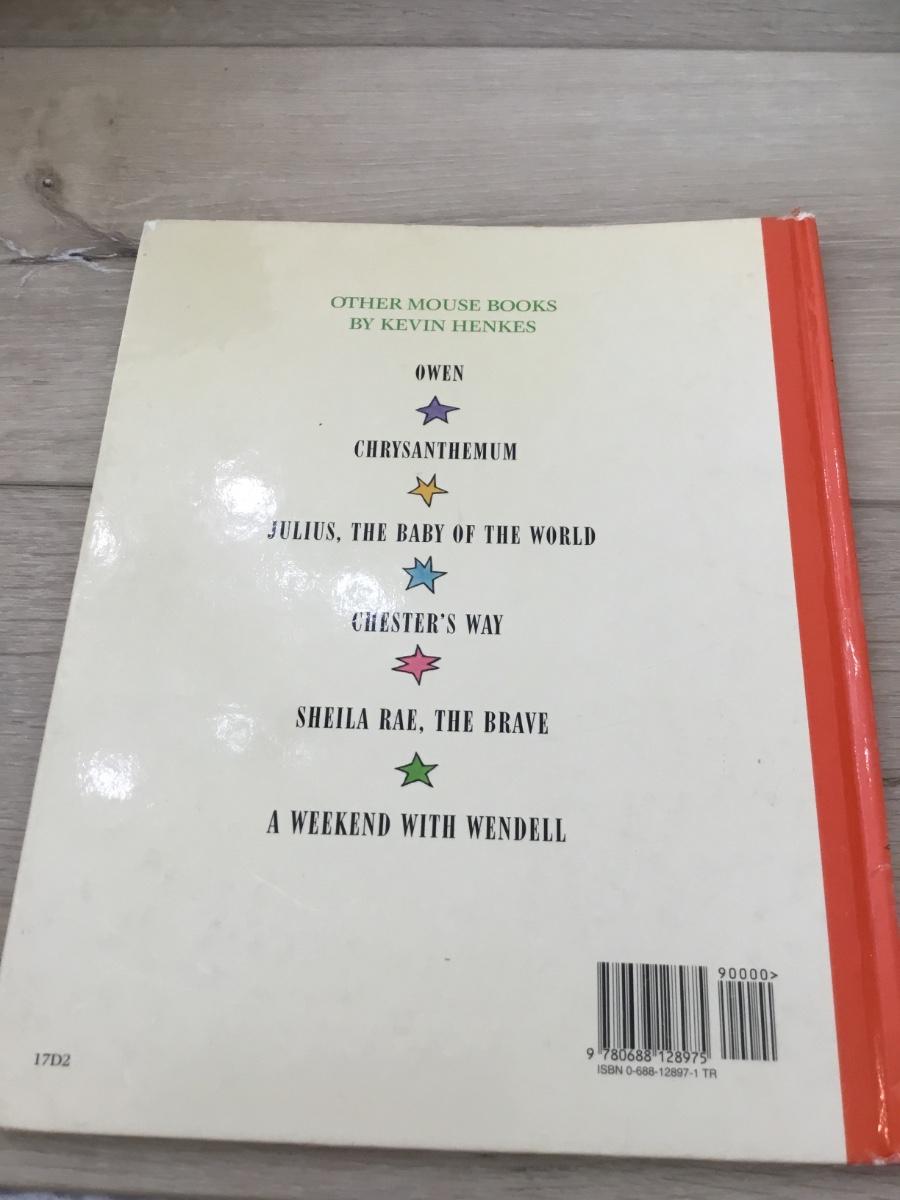 OTHER MOUSE BOOKS
BY KEVIN HENKES
OWEN
CHRYSANTHEMUM
JULIUS, THE BABY OF THE WORLD
CHESTER'S WAY
SHEILA RAE, THE BRAVE
A WEEKEND WITH WENDELL
90000>
9 780688 128975
ISBN 0-688-12897-1 TR
17D2